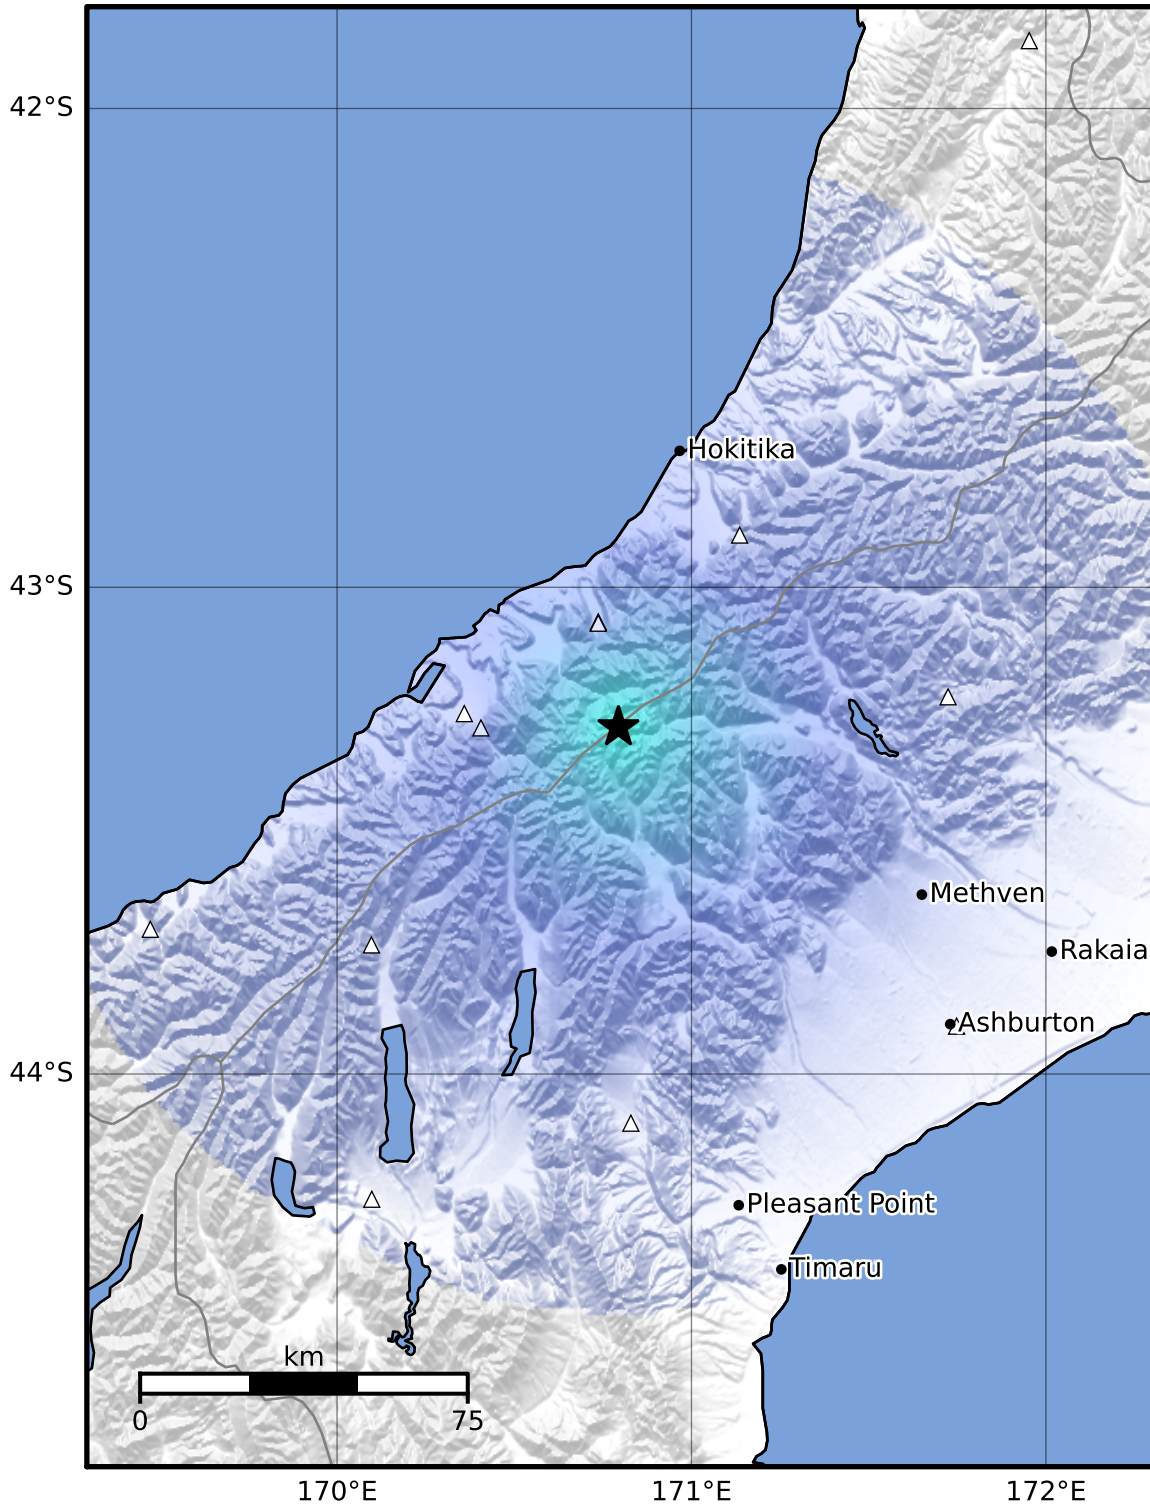 42°S
Hokitika
43°S
Methven
Rakaia
Ashburton
44°S
Pleasant Point
Timaru
km
0 75
170°E 171°E 172°E